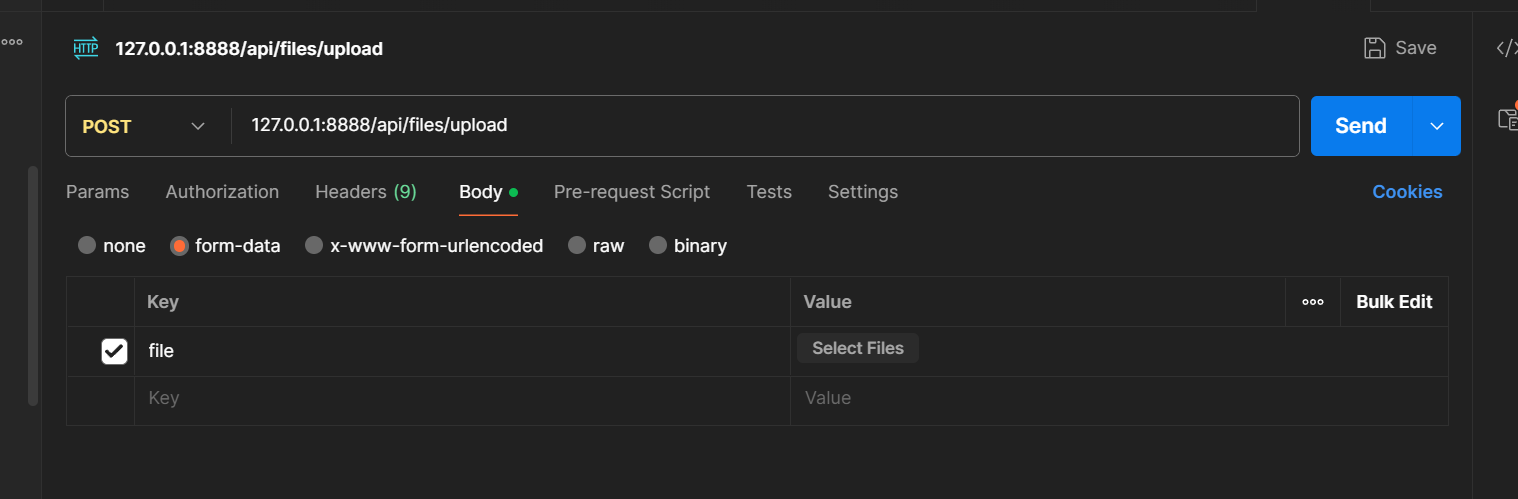 HTTP 127.0.0.1:8888/api/files/upload Save
POST 127.0.0.1:8888/api/files/upload Send
Params Authorization Headers (9) Body Pre-request Script Tests Settings Cookies
none form-data x-www-form-urlencoded raw binary
Key Value Bulk Edit
file Select Files
Key Value